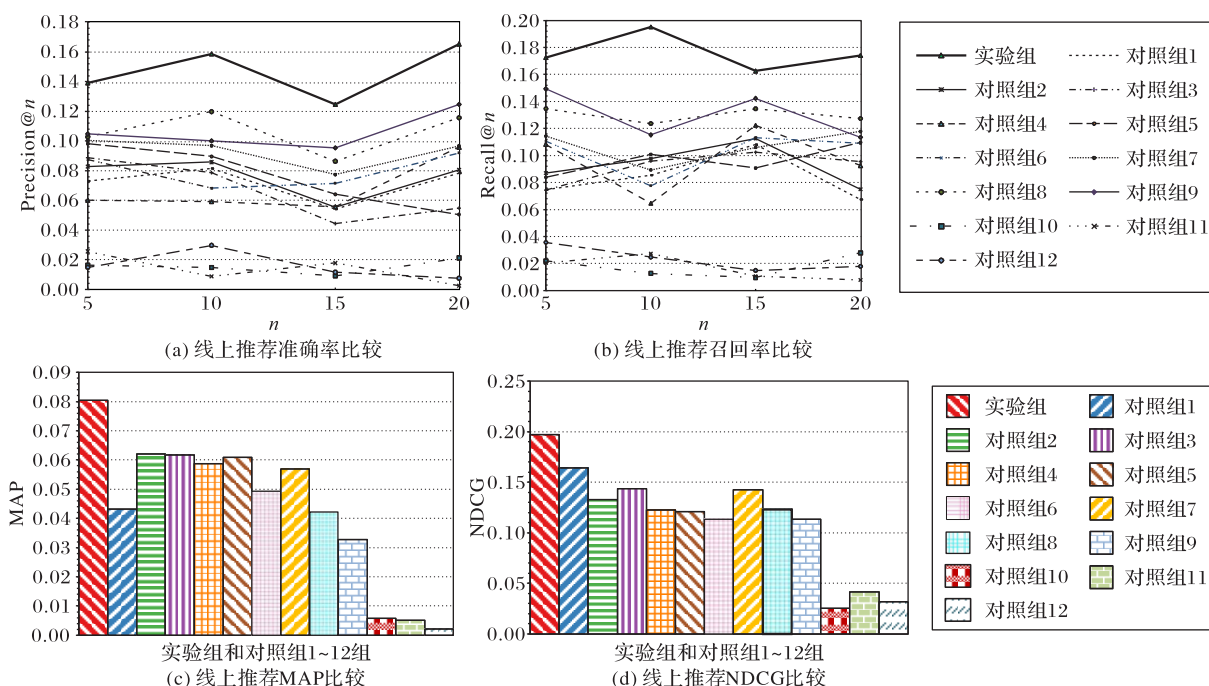 0.18
0.16
0.14
0.12
0.10
0.08
0.06
0.04
0.02
0.00
Precision@n
5 10 15 20
n
(a) 线上推荐准确率比较
0.20
0.18
0.16
0.14
0.12
0.10
0.08
0.06
0.04
0.02
0.00
Recall@n
5 10 15 20
n
(b) 线上推荐召回率比较
实验组 对照组1
对照组2 对照组3
对照组4 对照组5
对照组6 对照组7
对照组8 对照组9
对照组10 对照组11
对照组12
0.09
0.08
0.07
0.06
0.05
0.04
0.03
0.02
0.01
0.00
MAP
实验组和对照组1~12组
(c) 线上推荐MAP比较
0.25
0.20
0.15
0.10
0.05
0.00
NDCG
实验组和对照组1~12组
(d) 线上推荐NDCG比较
实验组 对照组1
对照组2 对照组3
对照组4 对照组5
对照组6 对照组7
对照组8 对照组9
对照组10 对照组11
对照组12